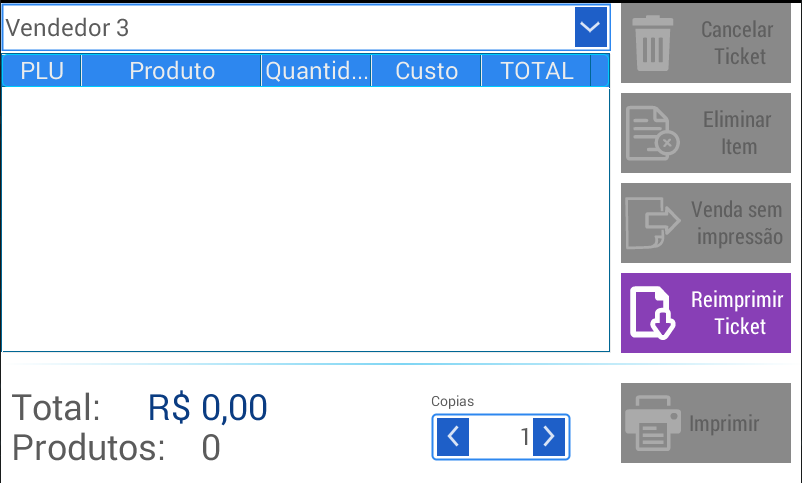 Vendedor 3
PLU Produto Quantid... Custo TOTAL
Cancelar
Ticket
Eliminar
Item
Venda sem
impressão
Reimprimir
Ticket
Total: R$ 0,00
Produtos: 0
Copias
1
Imprimir